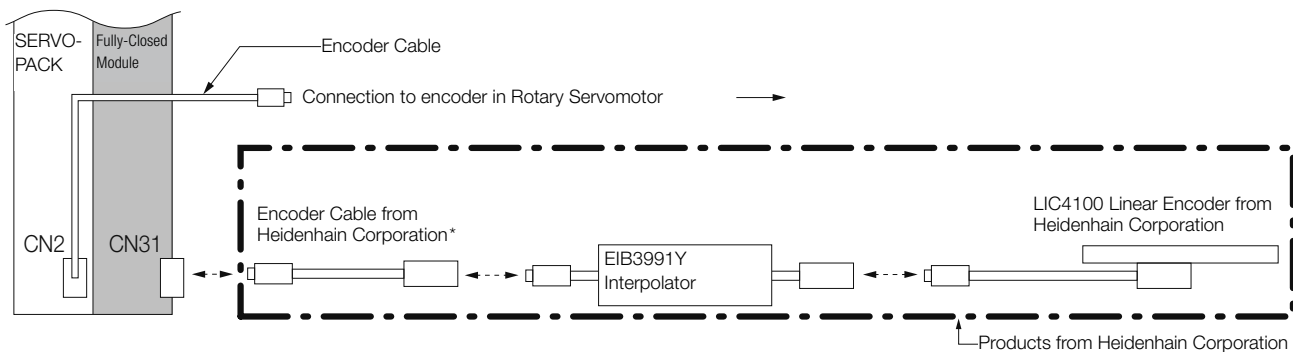 SERVO-
PACK
Fully-Closed
Module
Encoder Cable
Connection to encoder in Rotary Servomotor
CN2
CN31
Encoder Cable from
Heidenhain Corporation*
EIB3991Y
Interpolator
LIC4100 Linear Encoder from
Heidenhain Corporation
Products from Heidenhain Corporation